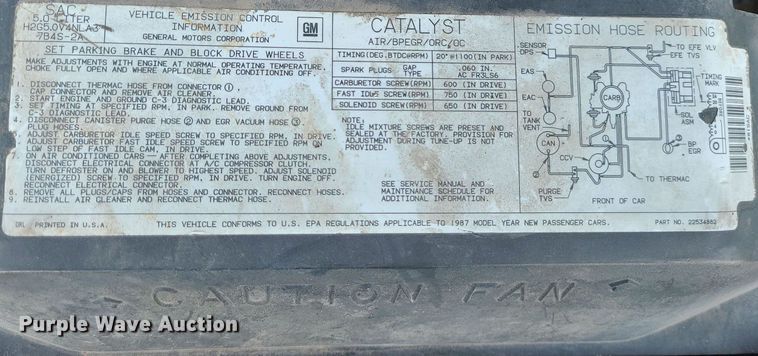 SAC
5.0 LITER
H2G5.0V4NLA3
7B4S-2A
VEHICLE EMISSION CONTROL
INFORMATION
GENERAL MOTORS CORPORATION
GM
SET PARKING BRAKE AND BLOCK DRIVE WHEELS
MAKE ADJUSTMENTS WITH ENGINE AT NORMAL OPERATING TEMPERATURE,
CHOKE FULLY OPEN AND WHERE APPLICABLE AIR CONDITIONING OFF.
1. DISCONNECT THERMAC HOSE FROM CONNECTOR ①,
CAP CONNECTOR AND REMOVE AIR CLEANER.
2. START ENGINE AND GROUND C-3 DIAGNOSTIC LEAD.
3. SET TIMING AT SPECIFIED RPM, IN PARK. REMOVE GROUND FROM
C-3 DIAGNOSTIC LEAD.
4. DISCONNECT CANISTER PURGE HOSE ② AND EGR VACUUM HOSE ③.
PLUG HOSES.
ADJUST CARBURETOR IDLE SPEED SCREW TO SPECIFIED RPM, IN DRIVE.
ADJUST CARBURETOR FAST IDLE SPEED SCREW TO SPECIFIED RPM ON
LOW STEP OF FAST IDLE CAM, IN DRIVE.
7. ON AIR CONDITIONED CARS — AFTER COMPLETING ABOVE ADJUSTMENTS,
DISCONNECT ELECTRICAL CONNECTOR AT A/C COMPRESSOR CLUTCH.
TURN DEFROSTER ON AND BLOWER TO HIGHEST SPEED. ADJUST SOLENOID
(ENERGIZED) SCREW TO SPECIFIED RPM, IN DRIVE. TURN DEFROSTER OFF,
RECONNECT ELECTRICAL CONNECTOR.
8. REMOVE ALL PLUGS/CAPS FROM HOSES AND CONNECTOR. RECONNECT HOSES.
9. REINSTALL AIR CLEANER AND RECONNECT THERMAC HOSE.
CATALYST
AIR/BPEGR/ORC/OC
TIMING(DEG.BTDC@RPM) 20°@1100(IN PARK)
SPARK PLUGS GAP TYPE .060 IN. AC FR3LS6
CARBURETOR SCREW(RPM) 600 (IN DRIVE)
FAST IDLE SCREW(RPM) 750 (IN DRIVE)
SOLENOID SCREW(RPM) 650 (IN DRIVE)
NOTE:
IDLE MIXTURE SCREWS ARE PRESET AND
SEALED AT THE FACTORY. PROVISION FOR
ADJUSTMENT DURING TUNE-UP IS NOT
PROVIDED.
SEE SERVICE MANUAL AND
MAINTENANCE SCHEDULE FOR
ADDITIONAL INFORMATION.
EMISSION HOSE ROUTING
SENSOR
DPS
TO EFE VLV
EFE TVS
TIMING
MARK
EAC
CARB
SOL
ASM
TO
TANK
VENT
CAN
BP
EGR
CCV
TO THERMAC
PURGE
TVS
FRONT OF CAR
DRL PRINTED IN U.S.A.
THIS VEHICLE CONFORMS TO U.S. EPA REGULATIONS APPLICABLE TO 1987 MODEL YEAR NEW PASSENGER CARS.
PART NO. 22534882
CAUTION FAN
Purple Wave Auction